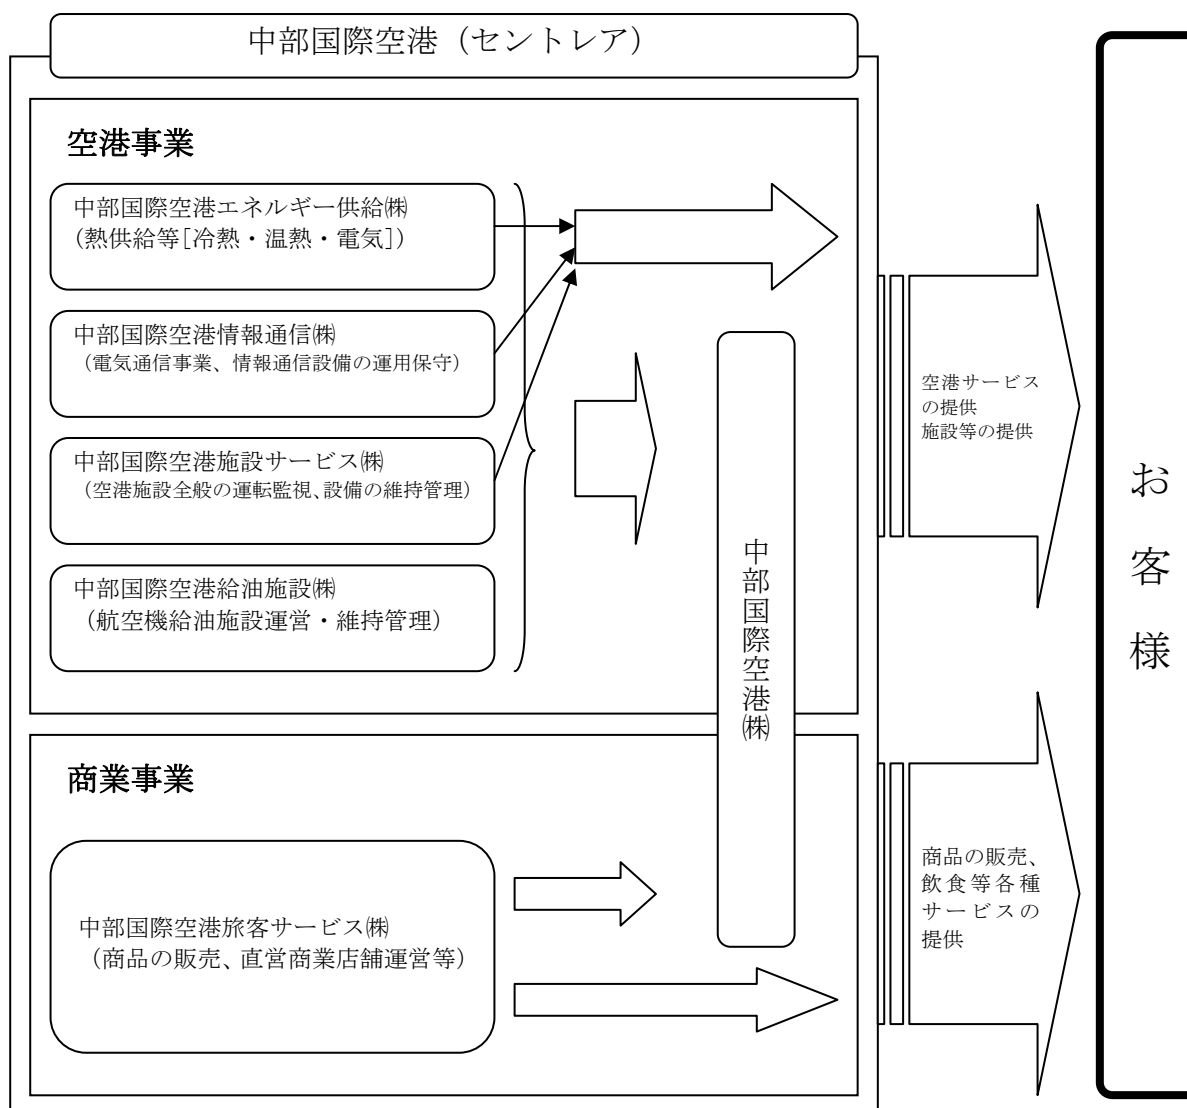 中部国際空港（セントレア）
空港事業
中部国際空港エネルギー供給㈱
（熱供給等[冷熱・温熱・電気]）
中部国際空港情報通信㈱
（電気通信事業、情報通信設備の運用保守）
中部国際空港施設サービス㈱
（空港施設全般の運転監視、設備の維持管理）
中部国際空港給油施設㈱
（航空機給油施設運営・維持管理）
中部国際空港㈱
空港サービス
の提供
施設等の提供
商業事業
中部国際空港旅客サービス㈱
（商品の販売、直営商業店舗運営等）
商品の販売、
飲食等各種
サービスの
提供
お客様